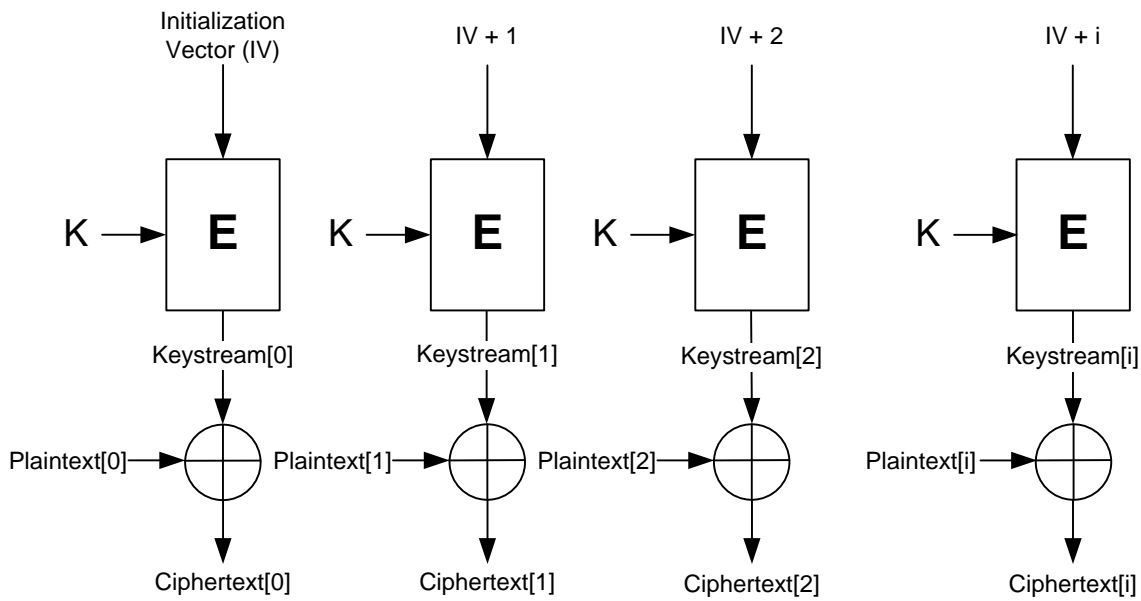 Initialization
Vector (IV)
IV + 1
IV + 2
IV + i
K
E
K
E
K
E
K
E
Keystream[0]
Keystream[1]
Keystream[2]
Keystream[i]
Plaintext[0]
Plaintext[1]
Plaintext[2]
Plaintext[i]
Ciphertext[0]
Ciphertext[1]
Ciphertext[2]
Ciphertext[i]